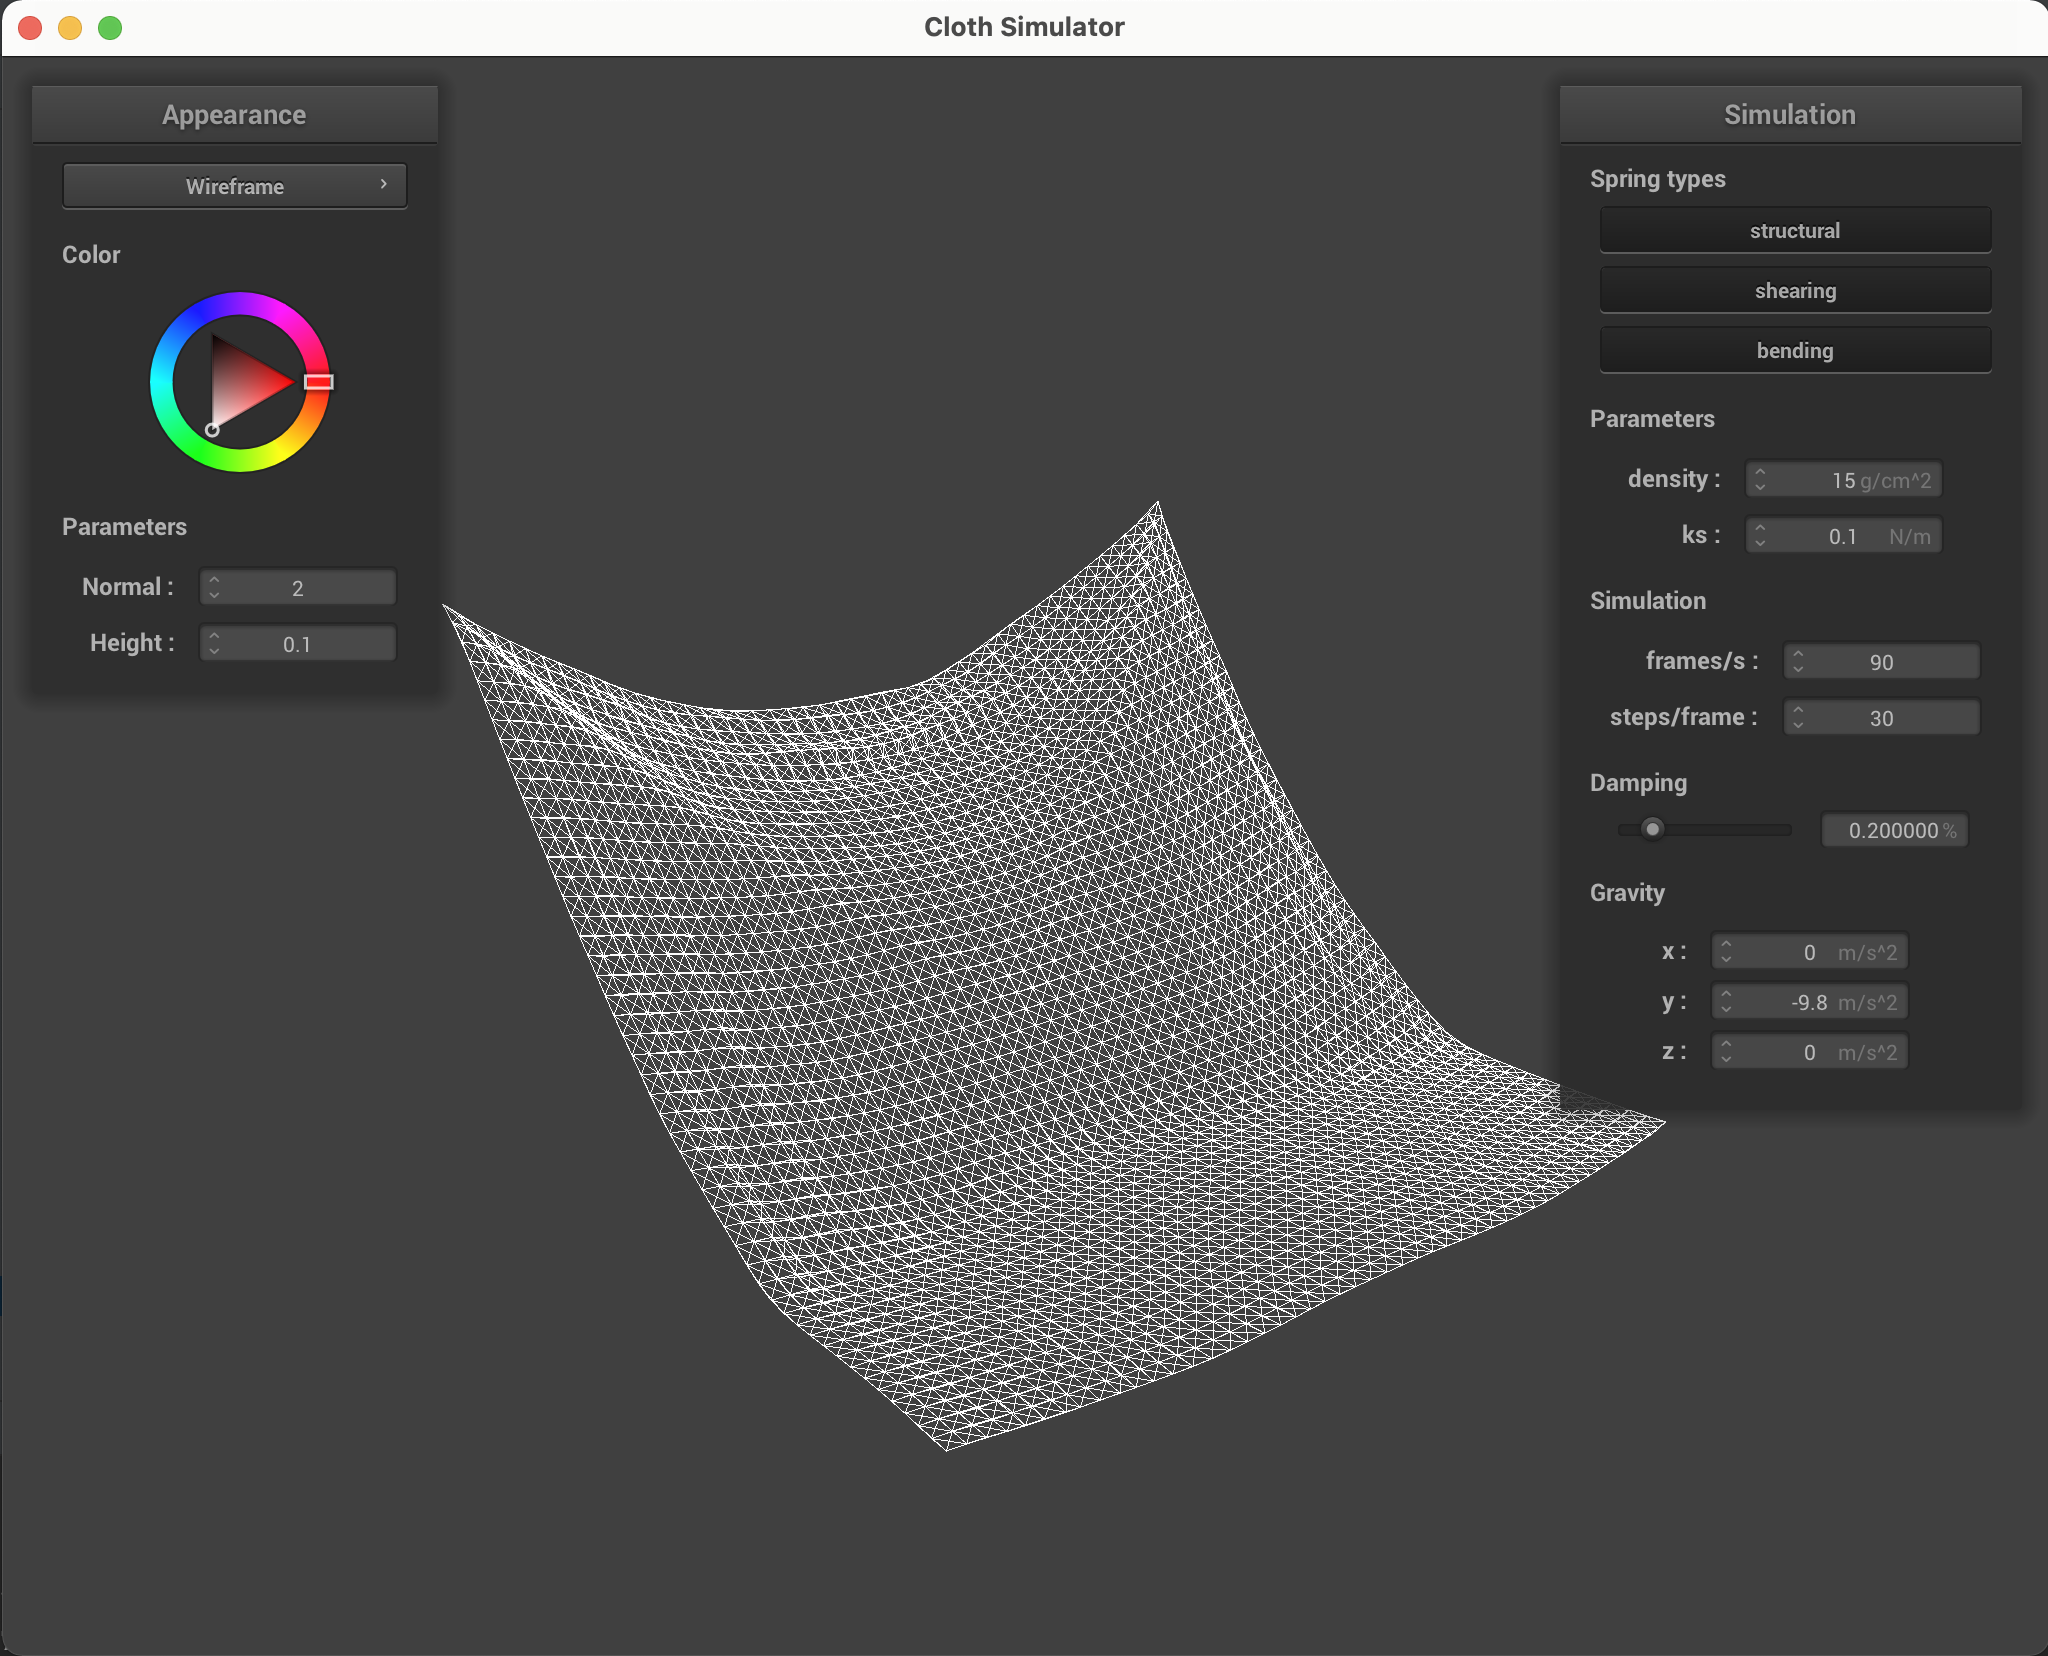 Cloth Simulator
Appearance
Wireframe
Color
Parameters
Normal : 2
Height : 0.1
Simulation
Spring types
structural
shearing
bending
Parameters
density : 15 g/cm^2
ks : 0.1 N/m
Simulation
frames/s : 90
steps/frame : 30
Damping
0.200000 %
Gravity
x : 0 m/s^2
y : -9.8 m/s^2
z : 0 m/s^2